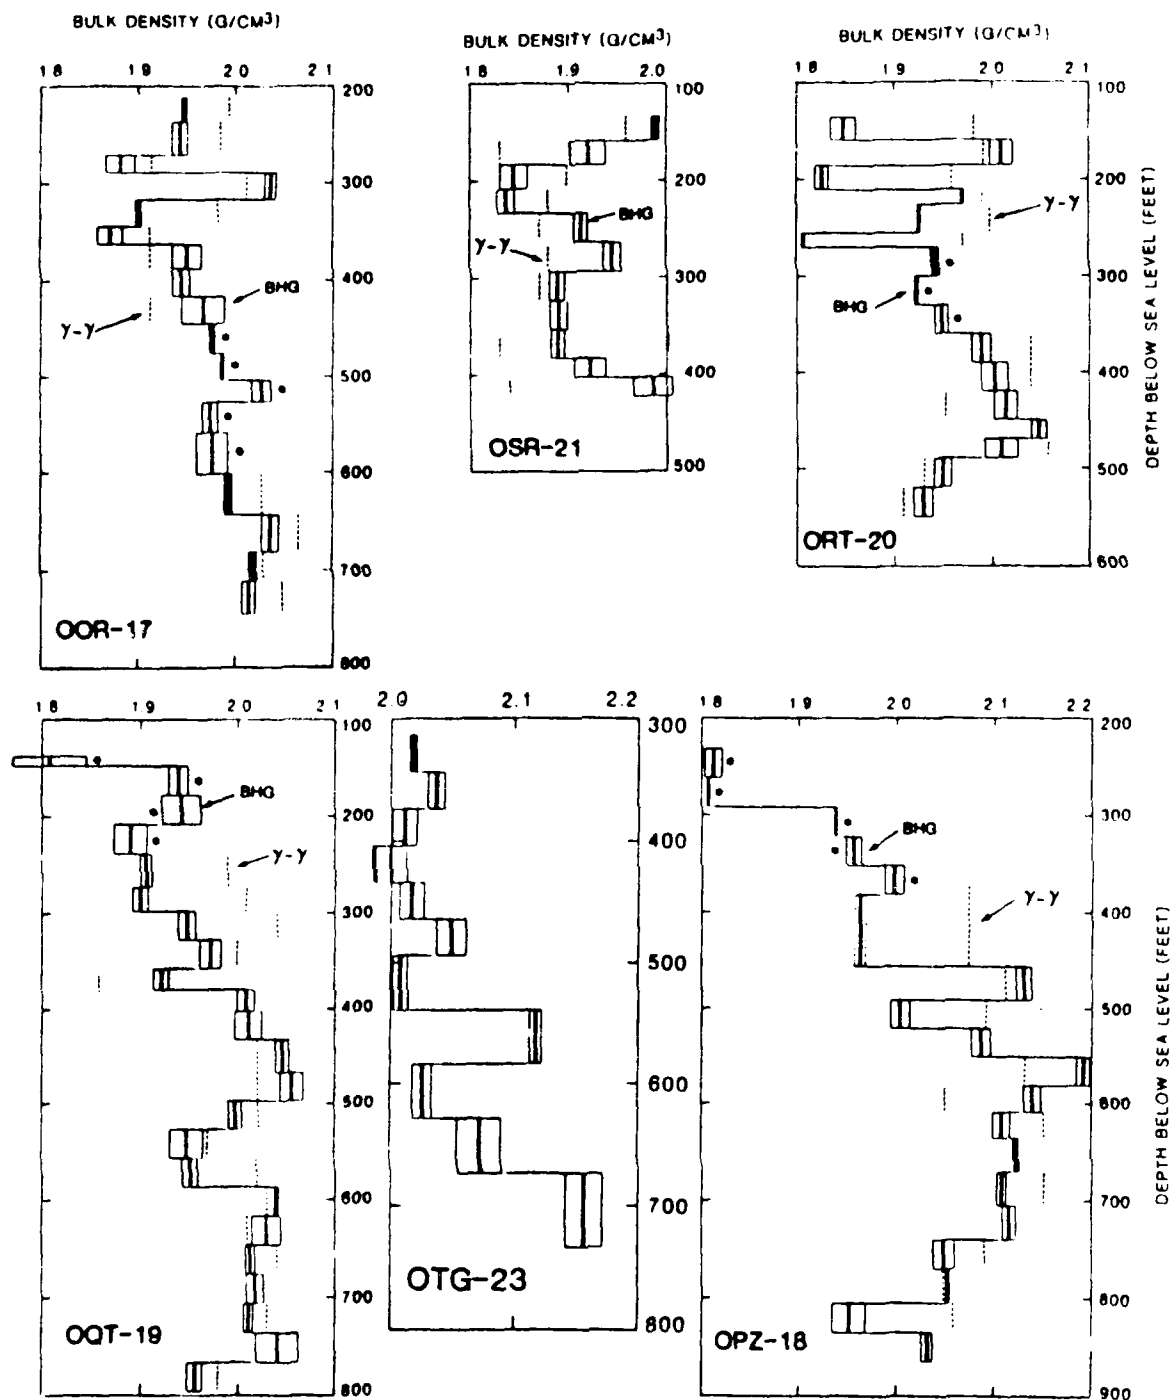 BULK DENSITY (G/CM³)
1.8 1.9 2.0 2.1
200
300
400
500
600
700
800
BHG
γ-γ
OOR-17
BULK DENSITY (G/CM³)
1.8 1.9 2.0
100
200
300
400
500
BHG
γ-γ
OSR-21
BULK DENSITY (G/CM³)
1.8 1.9 2.0 2.1
100
200
300
400
500
600
γ-γ
BHG
ORT-20
DEPTH BELOW SEA LEVEL (FEET)
1.8 1.9 2.0 2.1
100
200
300
400
500
600
700
800
BHG
γ-γ
OQT-19
2.0 2.1 2.2
300
400
500
600
700
800
OTG-23
1.8 1.9 2.0 2.1 2.2
200
300
400
500
600
700
800
900
BHG
γ-γ
OPZ-18
DEPTH BELOW SEA LEVEL (FEET)